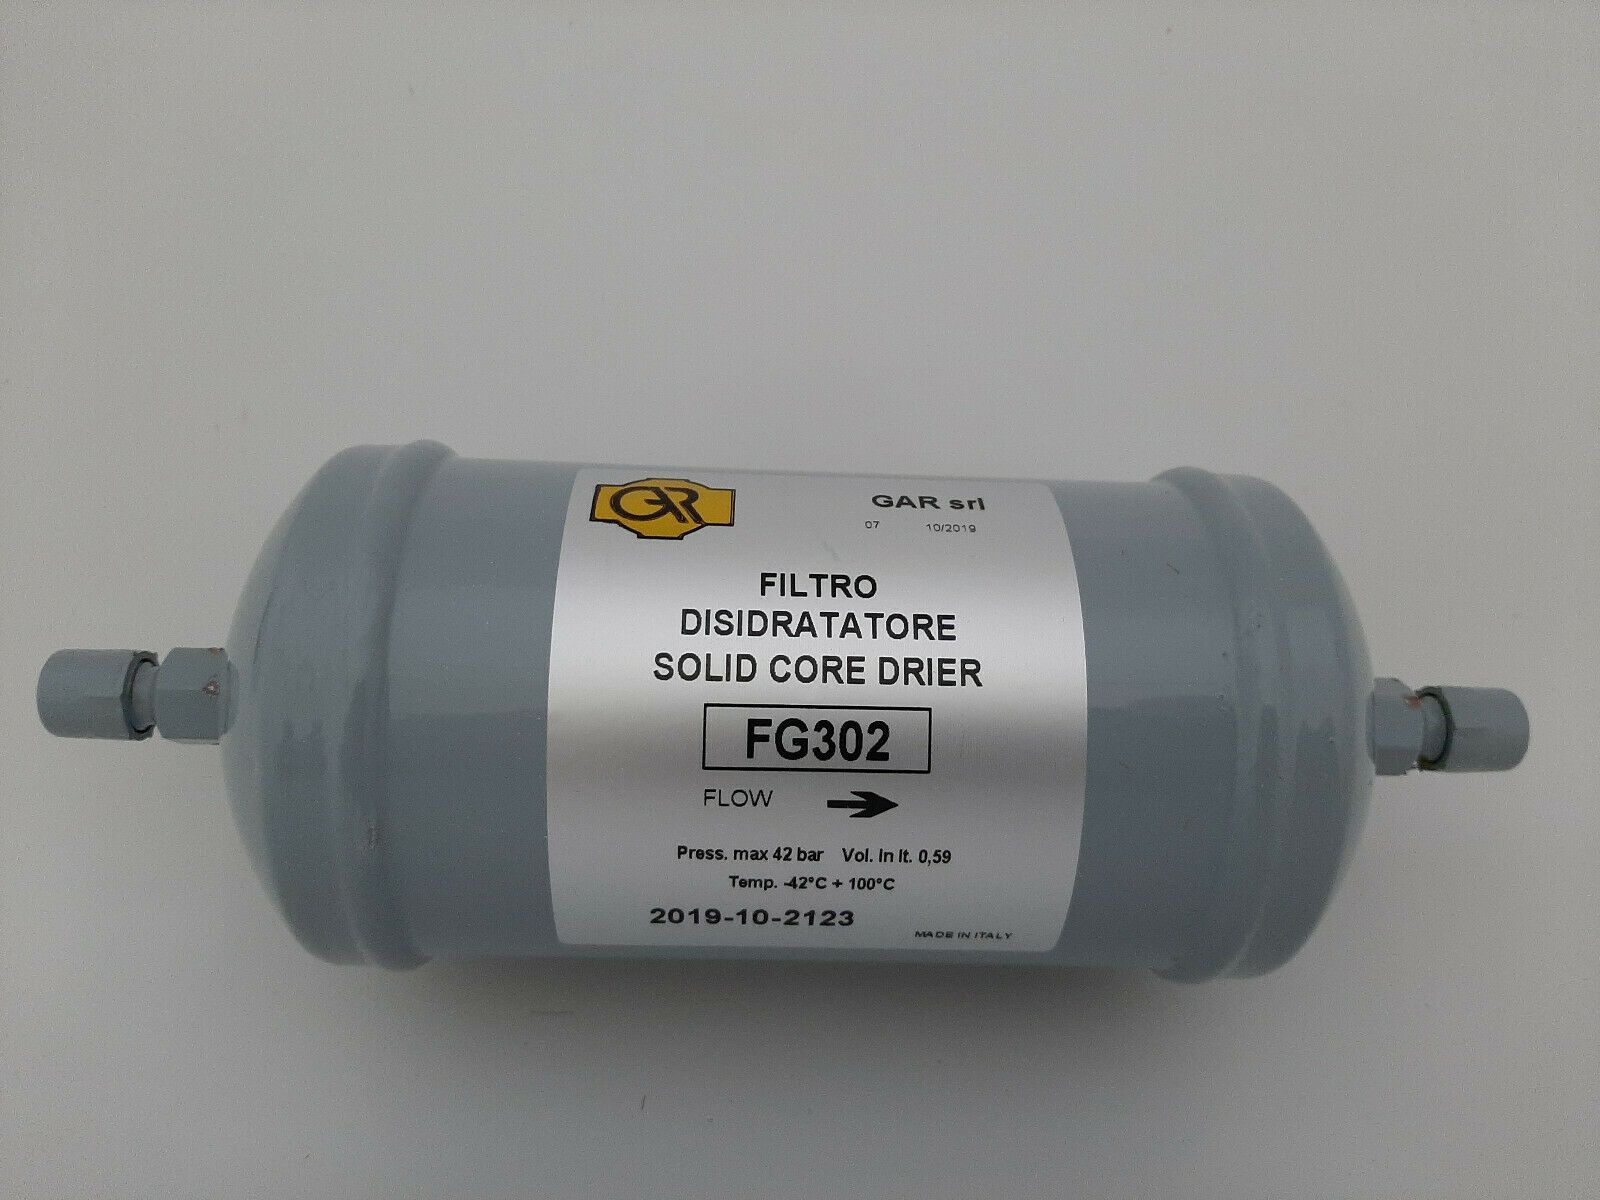 GAR
GAR srl
07 10/2019
FILTRO
DISIDRATATORE
SOLID CORE DRIER
FG302
FLOW
Press. max 42 bar Vol. in lt. 0,59
Temp. -42°C + 100°C
2019-10-2123
MADE IN ITALY